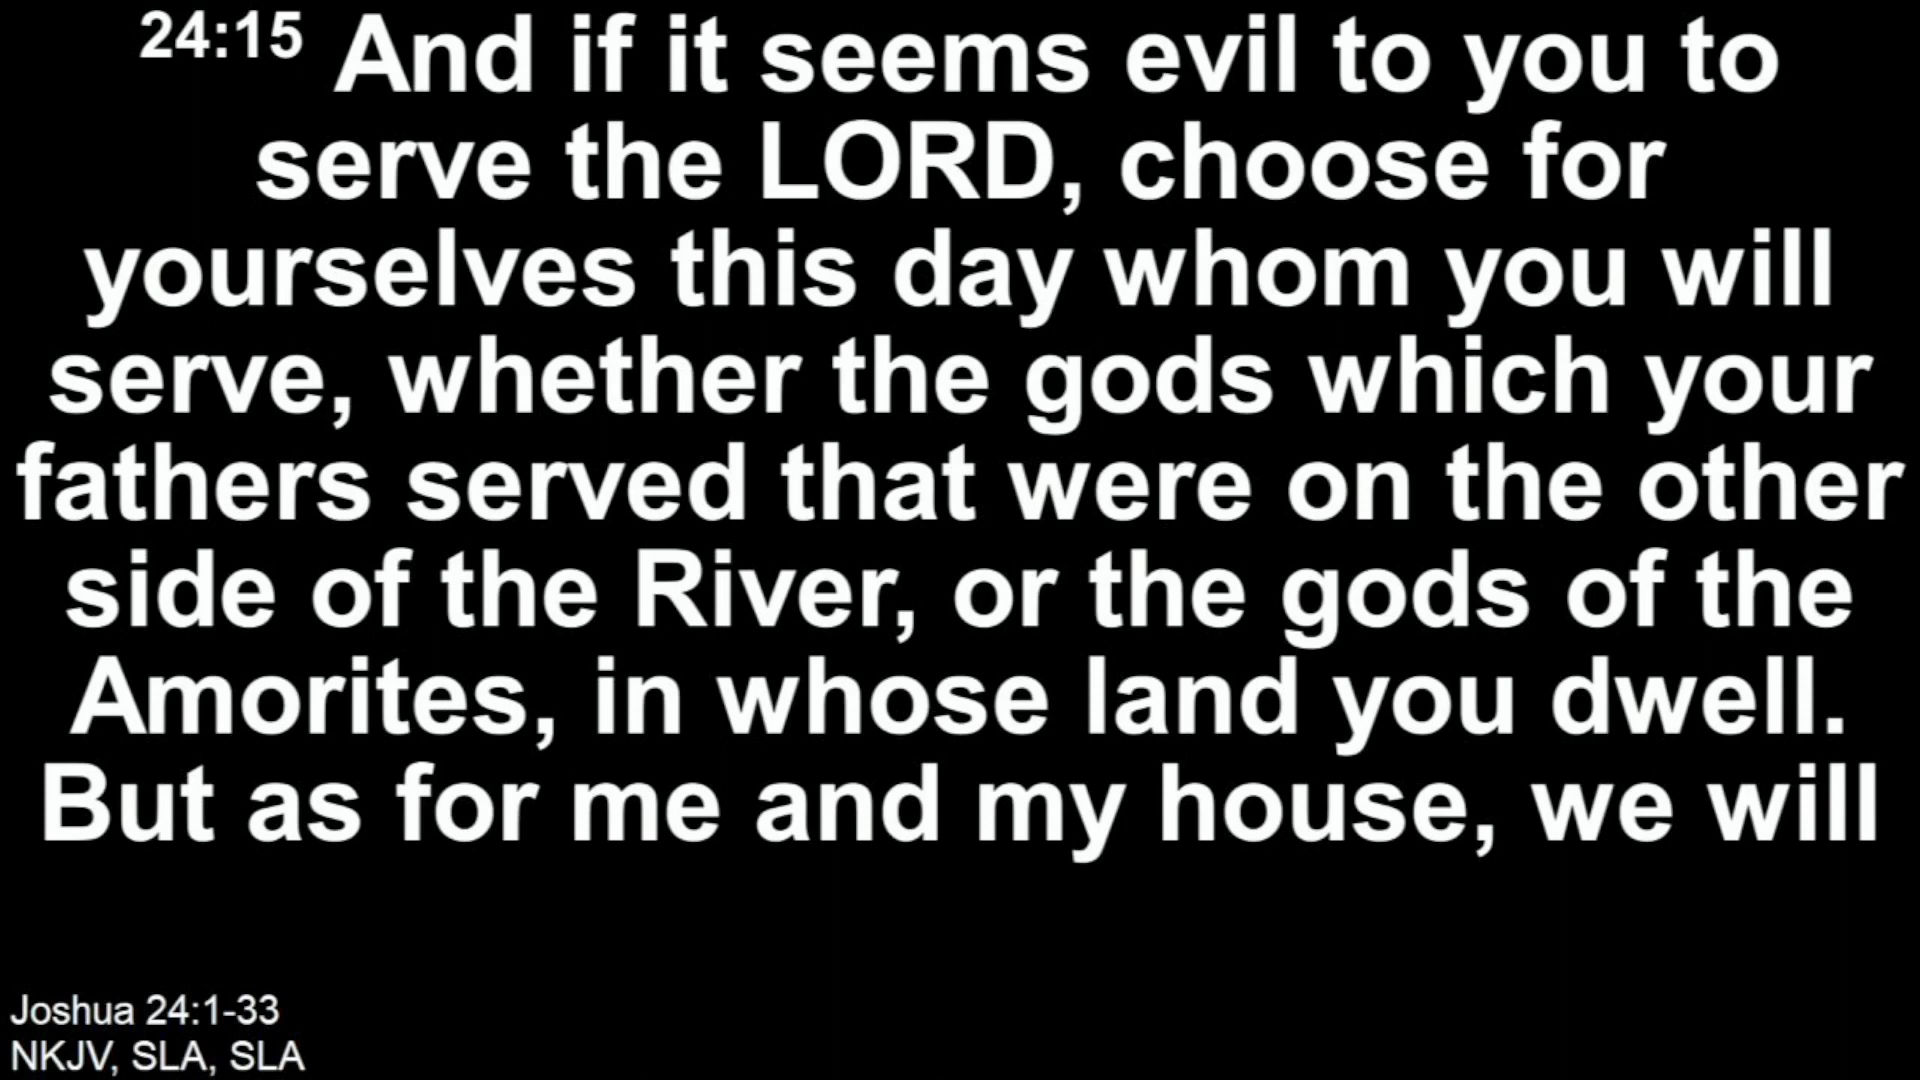 24:15 And if it seems evil to you to
serve the LORD, choose for
yourselves this day whom you will
serve, whether the gods which your
fathers served that were on the other
side of the River, or the gods of the
Amorites, in whose land you dwell.
But as for me and my house, we will
Joshua 24:1-33
NKJV, SLA, SLA